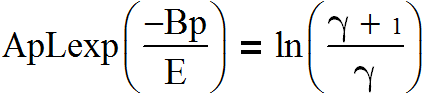 ApLexp(−Bp/E) = ln((γ + 1)/γ)